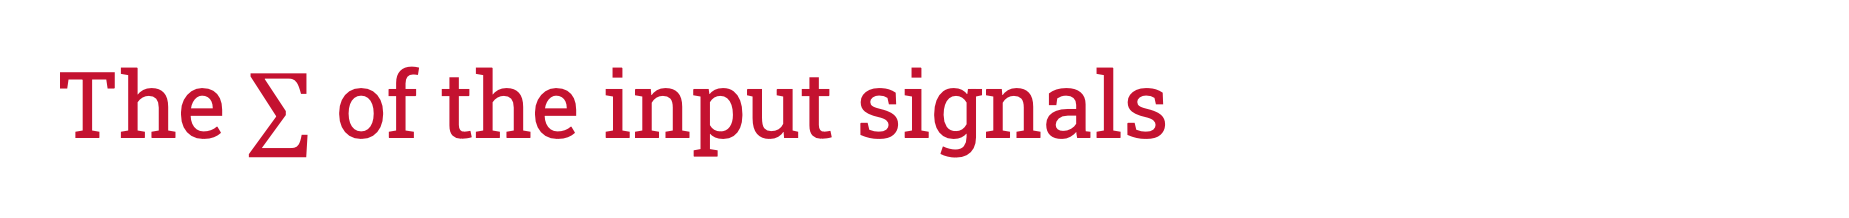 The ∑ of the input signals